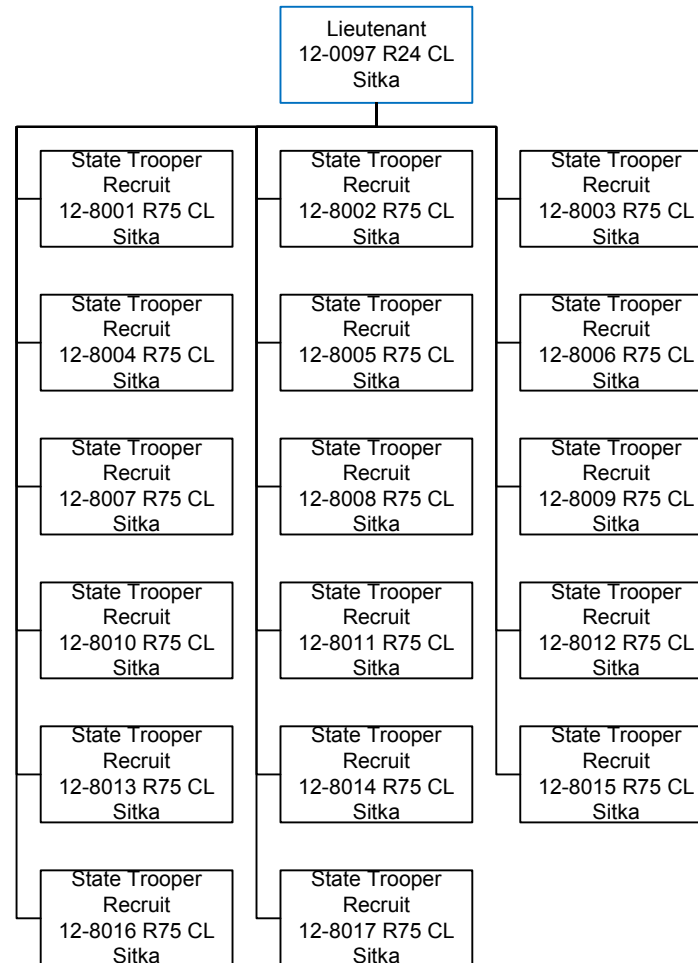 Lieutenant
12-0097 R24 CL
Sitka
State Trooper
Recruit
12-8001 R75 CL
Sitka
State Trooper
Recruit
12-8002 R75 CL
Sitka
State Trooper
Recruit
12-8003 R75 CL
Sitka
State Trooper
Recruit
12-8004 R75 CL
Sitka
State Trooper
Recruit
12-8005 R75 CL
Sitka
State Trooper
Recruit
12-8006 R75 CL
Sitka
State Trooper
Recruit
12-8007 R75 CL
Sitka
State Trooper
Recruit
12-8008 R75 CL
Sitka
State Trooper
Recruit
12-8009 R75 CL
Sitka
State Trooper
Recruit
12-8010 R75 CL
Sitka
State Trooper
Recruit
12-8011 R75 CL
Sitka
State Trooper
Recruit
12-8012 R75 CL
Sitka
State Trooper
Recruit
12-8013 R75 CL
Sitka
State Trooper
Recruit
12-8014 R75 CL
Sitka
State Trooper
Recruit
12-8015 R75 CL
Sitka
State Trooper
Recruit
12-8016 R75 CL
Sitka
State Trooper
Recruit
12-8017 R75 CL
Sitka